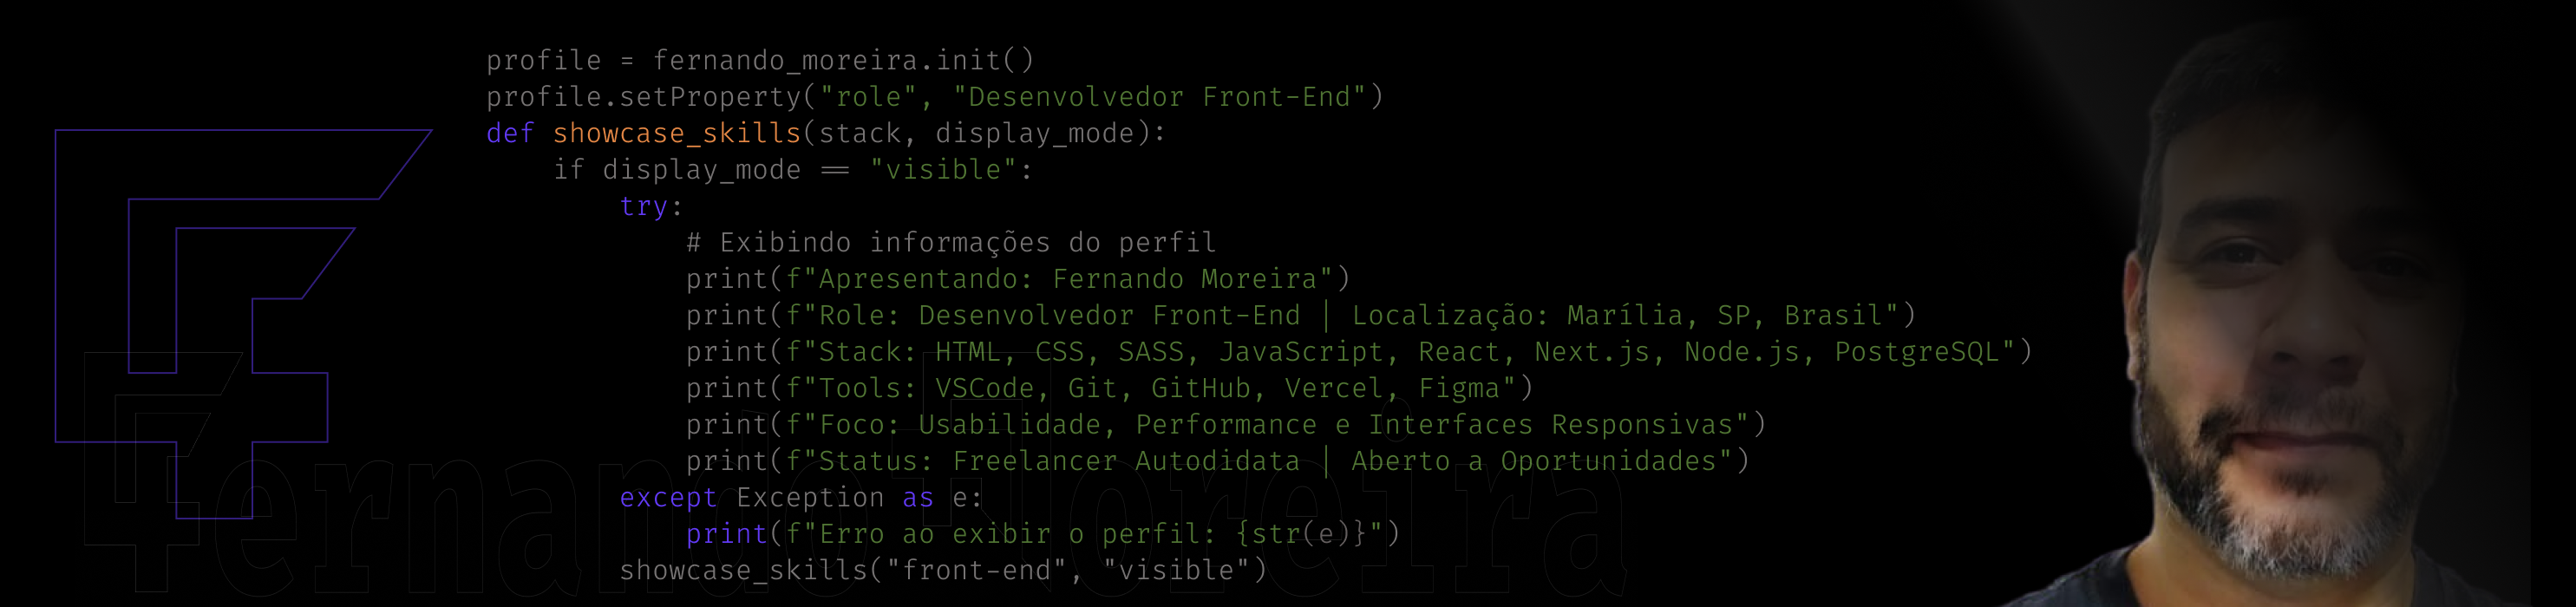 profile = fernando_moreira.init()
profile.setProperty("role", "Desenvolvedor Front-End")
def showcase_skills(stack, display_mode):
if display_mode == "visible":
try:
# Exibindo informações do perfil
print(f"Apresentando: Fernando Moreira")
print(f"Role: Desenvolvedor Front-End | Localização: Marília, SP, Brasil")
print(f"Stack: HTML, CSS, SASS, JavaScript, React, Next.js, Node.js, PostgreSQL")
print(f"Tools: VSCode, Git, GitHub, Vercel, Figma")
print(f"Foco: Usabilidade, Performance e Interfaces Responsivas")
print(f"Status: Freelancer Autodidata | Aberto a Oportunidades")
except Exception as e:
print(f"Erro ao exibir o perfil: {str(e)}")
showcase_skills("front-end", "visible")
Fernando Moreira